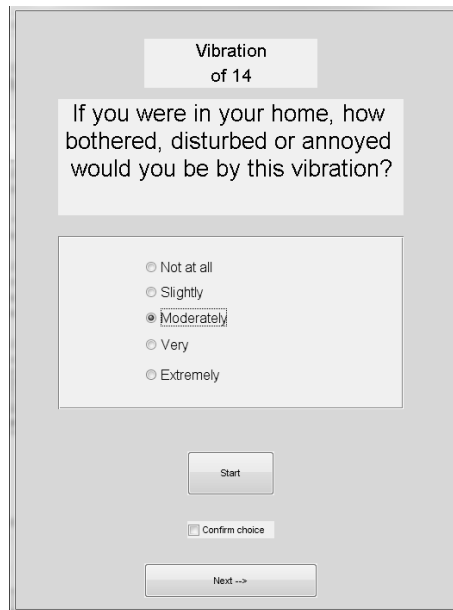 Vibration
of 14
If you were in your home, how
bothered, disturbed or annoyed
would you be by this vibration?
Not at all
Slightly
Moderately
Very
Extremely
Start
Confirm choice
Next -->